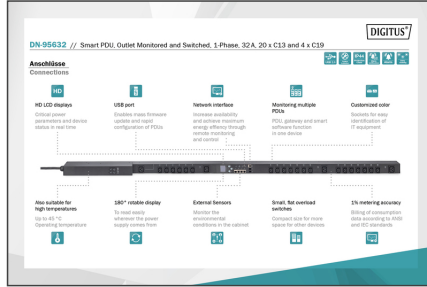 DIGITUS®
DN-95632 // Smart PDU, Outlet Monitored and Switched, 1-Phase, 32 A, 20 x C13 and 4 x C19
Anschlüsse
Connections
HD
HD LCD displays
Critical power
parameters and device
status in real time
USB port
Enables mass firmware
update and rapid
configuration of PDUs
Network interface
Increase availability
and achieve maximum
energy effieny through
remote monitoring
and control
Monitoring multiple
PDUs
PDU, gateway and smart
software function
in one device
Customized color
Sockets for easy
identification of
IT equipment
Also suitable for
high temperatures
Up to 45 °C
Operating temperature
180° rotable display
To read easily
wherever the power
supply comes from
External Sensors
Monitor the
environmental
conditions in the cabinet
Small, flat overload
switches
Compact size for more
space for other devices
1% metering accuracy
Billing of consumption
data according to ANSI
and IEC standards